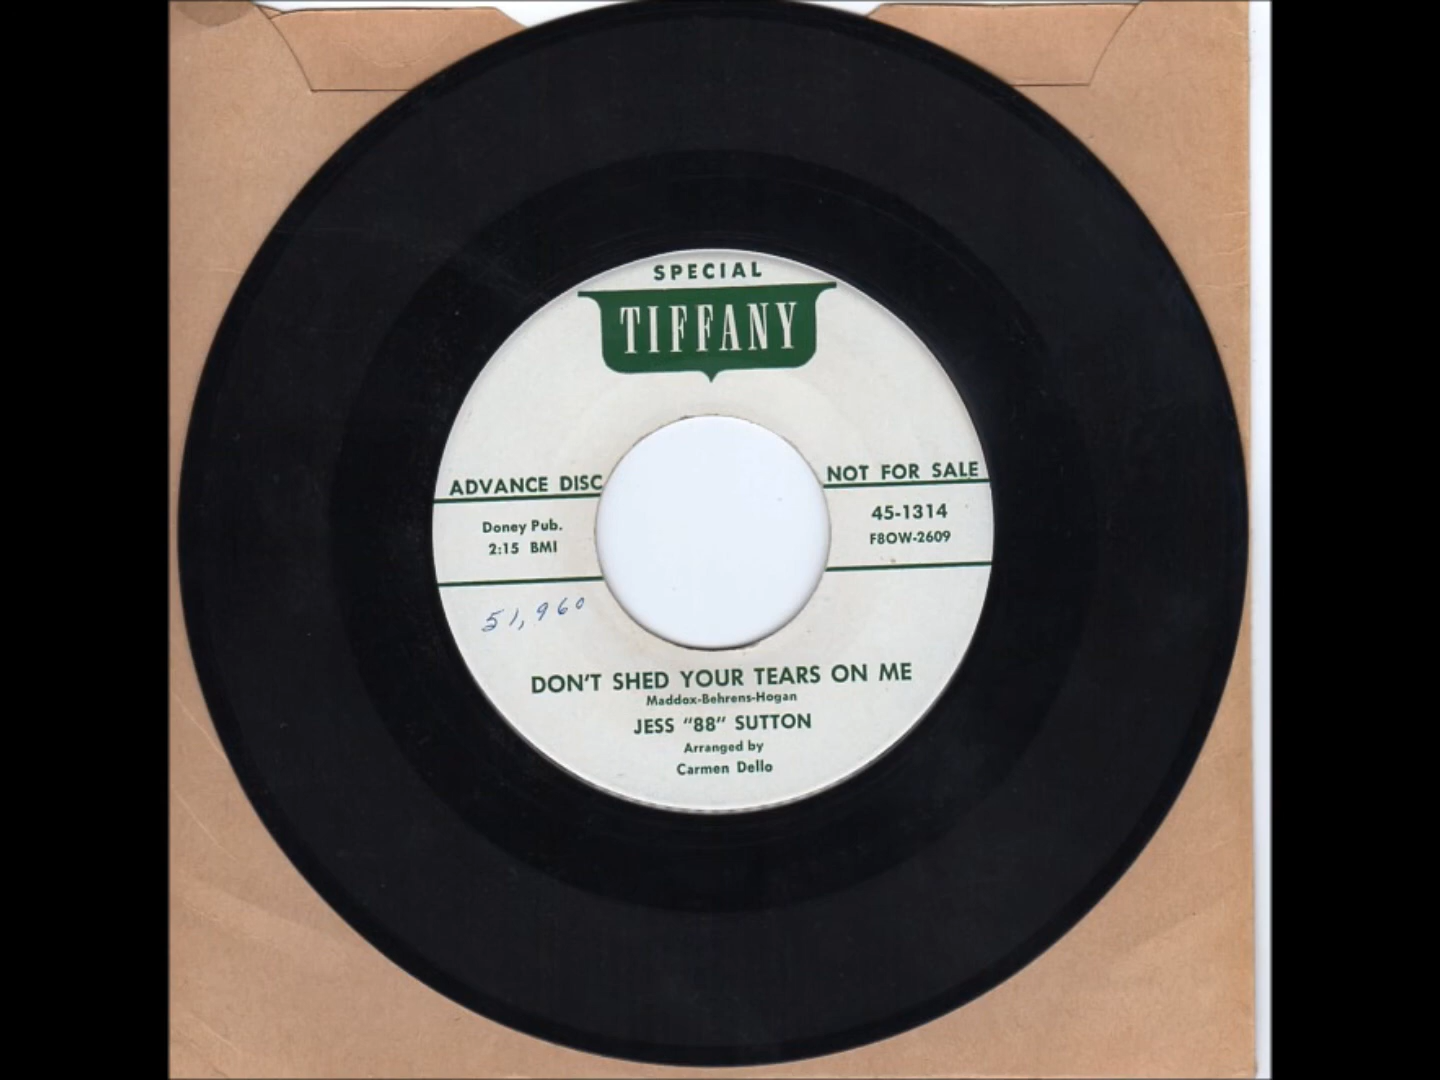 SPECIAL
TIFFANY
ADVANCE DISC
NOT FOR SALE
Doney Pub.
2:15 BMI
45-1314
F8OW-2609
51,960
DON'T SHED YOUR TEARS ON ME
Maddox-Behrens-Hogan
JESS "88" SUTTON
Arranged by
Carmen Dello